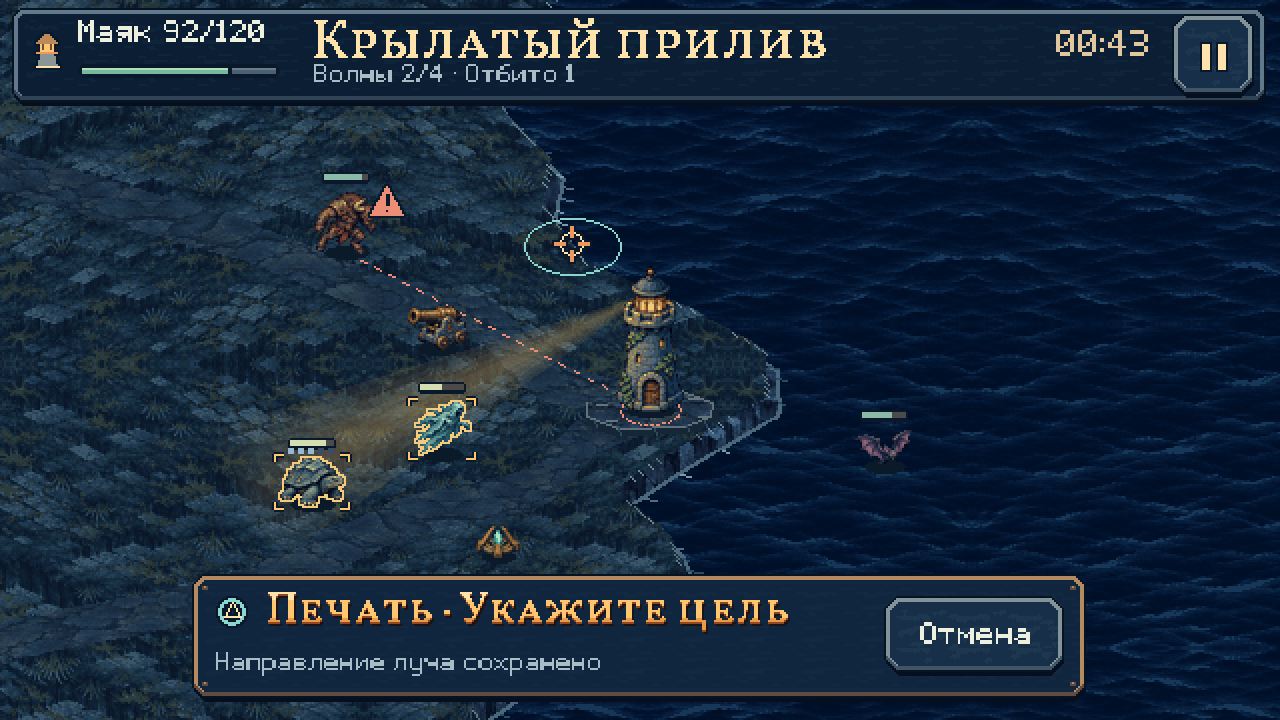 Маяк 92/120
Крылатый прилив
Волны 2/4 · Отбито 1
00:43
Печать · Укажите цель
Направление луча сохранено
Отмена